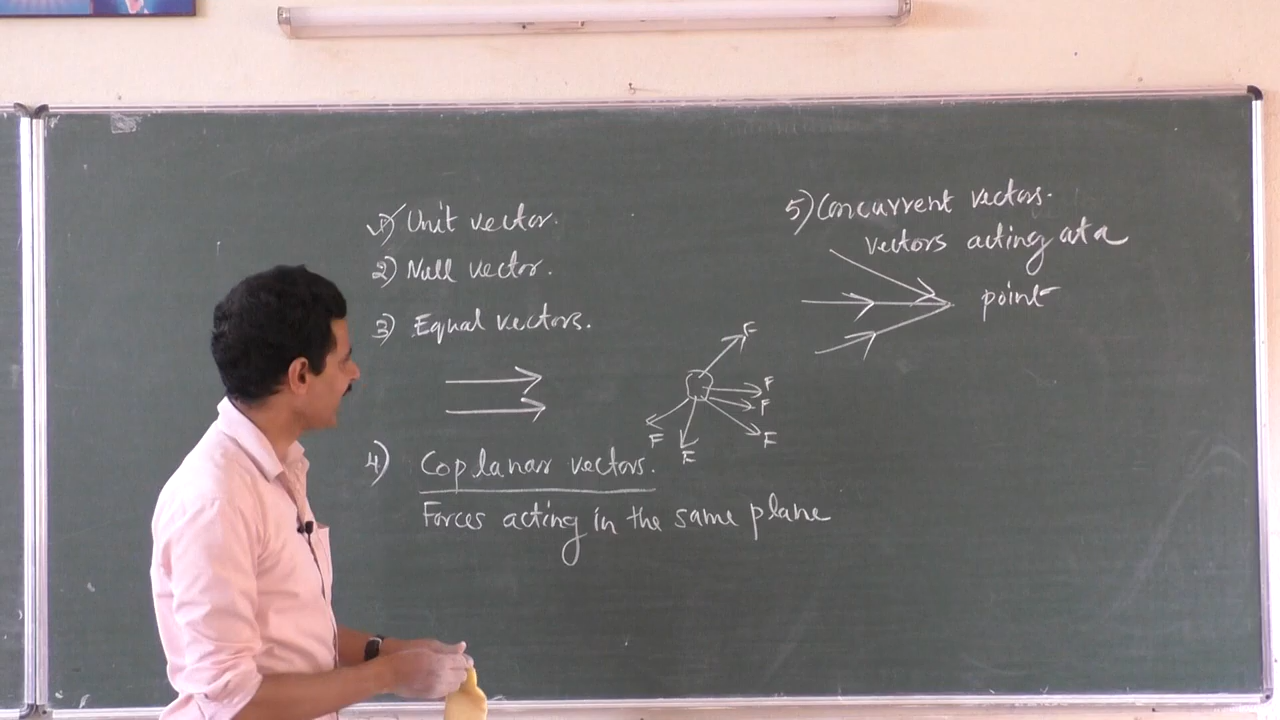 1) Unit vector.
2) Null vector.
3) Equal vectors.
F
F
F
F
F
F
4) Coplanar vectors.
Forces acting in the same plane
5) Concurrent vectors.
vectors acting at a
point